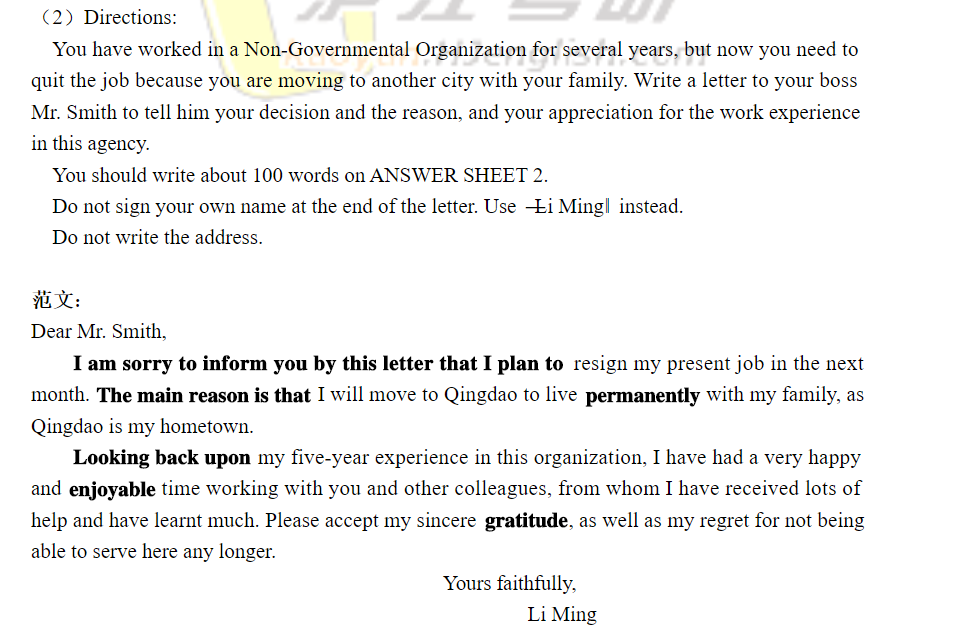 沪江考研
kaoyan.Hjenglish.com
（2）Directions:
You have worked in a Non-Governmental Organization for several years, but now you need to
quit the job because you are moving to another city with your family. Write a letter to your boss
Mr. Smith to tell him your decision and the reason, and your appreciation for the work experience
in this agency.
You should write about 100 words on ANSWER SHEET 2.
Do not sign your own name at the end of the letter. Use ―Li Ming‖ instead.
Do not write the address.
范文：
Dear Mr. Smith,
I am sorry to inform you by this letter that I plan to resign my present job in the next
month. The main reason is that I will move to Qingdao to live permanently with my family, as
Qingdao is my hometown.
Looking back upon my five-year experience in this organization, I have had a very happy
and enjoyable time working with you and other colleagues, from whom I have received lots of
help and have learnt much. Please accept my sincere gratitude, as well as my regret for not being
able to serve here any longer.
Yours faithfully,
Li Ming